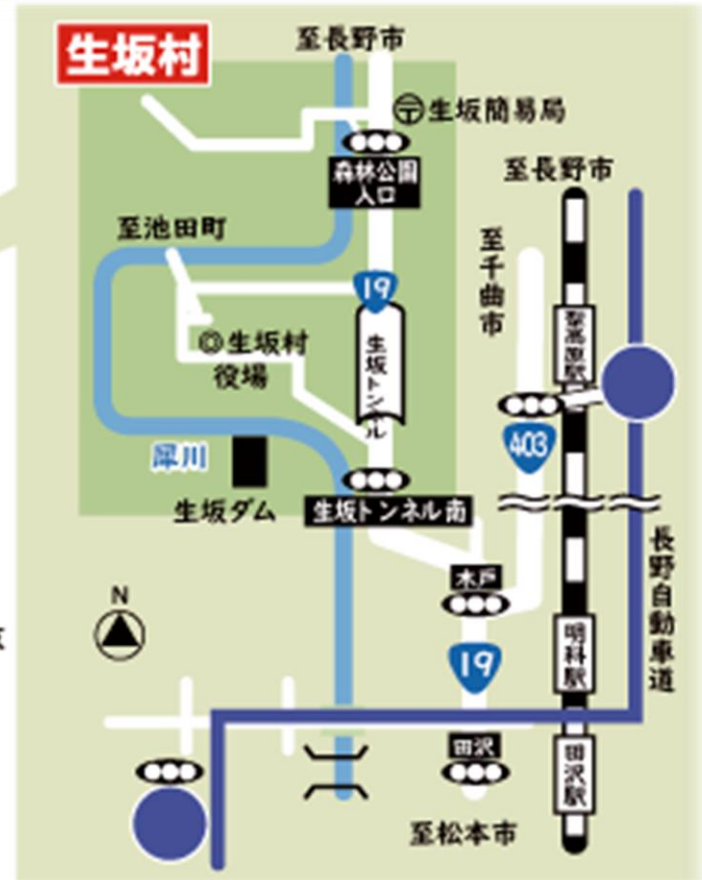 生坂村
至長野市
〒生坂簡易局
森林公園
入口
至長野市
至池田町
至千曲市
19
生坂トンネル
◎生坂村
役場
聖高原駅
403
犀川
生坂ダム
生坂トンネル南
木戸
長野自動車道
N
19
明科駅
田沢
田沢駅
至松本市